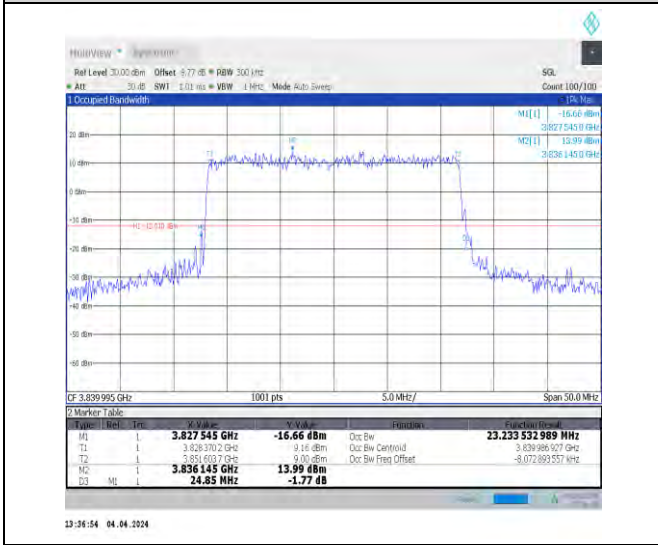 MultiView
Ref Level 30.00 dBm Offset 9.77 dB RBW 300 kHz SGL
Att 30 dB SWT 1.01 ms VBW 1 MHz Mode Auto Sweep Count 100/100
1 Occupied Bandwidth 1Pk Max
M1[1] -16.66 dBm
3.827 545 0 GHz
20 dBm
M2[1] 13.99 dBm
3.836 145 0 GHz
10 dBm
0 dBm
-10 dBm
-20 dBm
-30 dBm
-40 dBm
-50 dBm
-60 dBm
CF 3.839 995 GHz 1001 pts 5.0 MHz/ Span 50.0 MHz
2 Marker Table
Type Ref Trc X-Value Y-Value Function Function Result
M1 1 3.827 545 GHz -16.66 dBm Occ Bw 23.233 532 989 MHz
T1 1 3.828 370 2 GHz 9.16 dBm Occ Bw Centroid 3.839 986 927 GHz
T2 1 3.851 603 7 GHz 9.00 dBm Occ Bw Freq Offset -8.072 893 557 kHz
M2 1 3.836 145 GHz 13.99 dBm
D3 M1 1 24.85 MHz -1.77 dB
13:36:54 04.04.2024